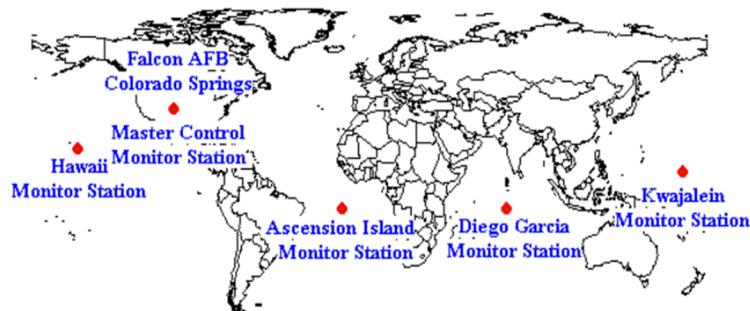 Falcon AFB
Colorado Springs
Master Control
Monitor Station
Hawaii
Monitor Station
Ascension Island
Monitor Station
Diego Garcia
Monitor Station
Kwajalein
Monitor Station